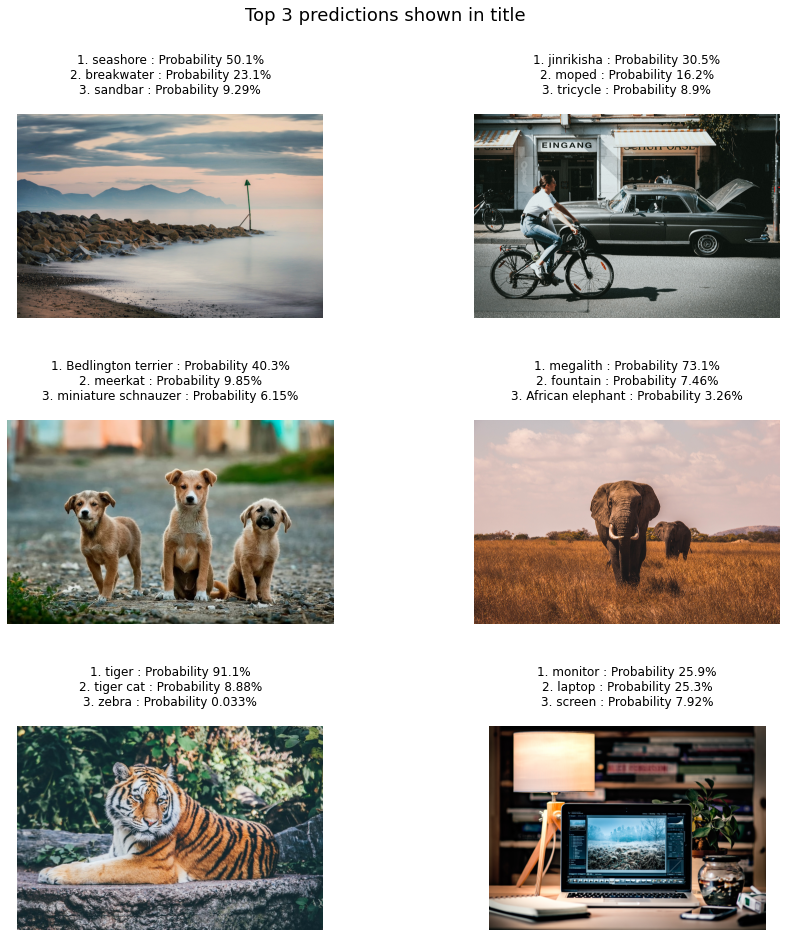 Top 3 predictions shown in title
1. seashore : Probability 50.1%
2. breakwater : Probability 23.1%
3. sandbar : Probability 9.29%
1. jinrikisha : Probability 30.5%
2. moped : Probability 16.2%
3. tricycle : Probability 8.9%
EINGANG
1. Bedlington terrier : Probability 40.3%
2. meerkat : Probability 9.85%
3. miniature schnauzer : Probability 6.15%
1. megalith : Probability 73.1%
2. fountain : Probability 7.46%
3. African elephant : Probability 3.26%
1. tiger : Probability 91.1%
2. tiger cat : Probability 8.88%
3. zebra : Probability 0.033%
1. monitor : Probability 25.9%
2. laptop : Probability 25.3%
3. screen : Probability 7.92%